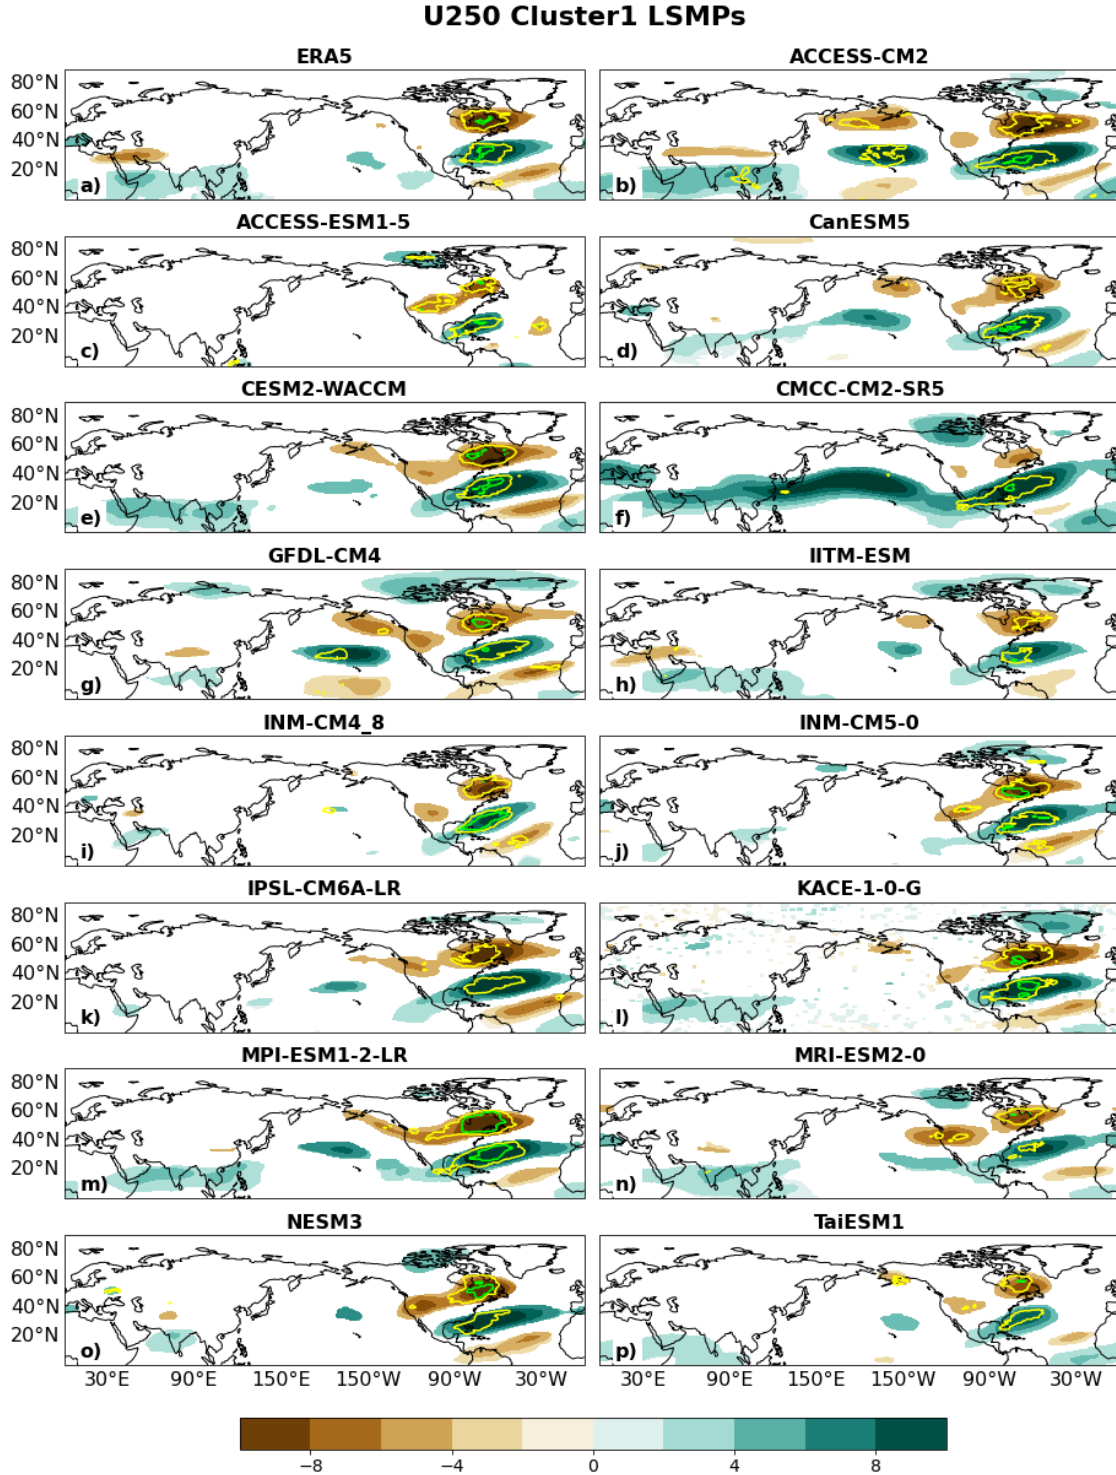 U250 Cluster1 LSMPs
ERA5 ACCESS-CM2
80°N
60°N
40°N
20°N
a) b)
ACCESS-ESM1-5 CanESM5
80°N
60°N
40°N
20°N
c) d)
CESM2-WACCM CMCC-CM2-SR5
80°N
60°N
40°N
20°N
e) f)
GFDL-CM4 IITM-ESM
80°N
60°N
40°N
20°N
g) h)
INM-CM4_8 INM-CM5-0
80°N
60°N
40°N
20°N
i) j)
IPSL-CM6A-LR KACE-1-0-G
80°N
60°N
40°N
20°N
k) l)
MPI-ESM1-2-LR MRI-ESM2-0
80°N
60°N
40°N
20°N
m) n)
NESM3 TaiESM1
80°N
60°N
40°N
20°N
o) p)
30°E 90°E 150°E 150°W 90°W 30°W 30°E 90°E 150°E 150°W 90°W 30°W
−8 −4 0 4 8